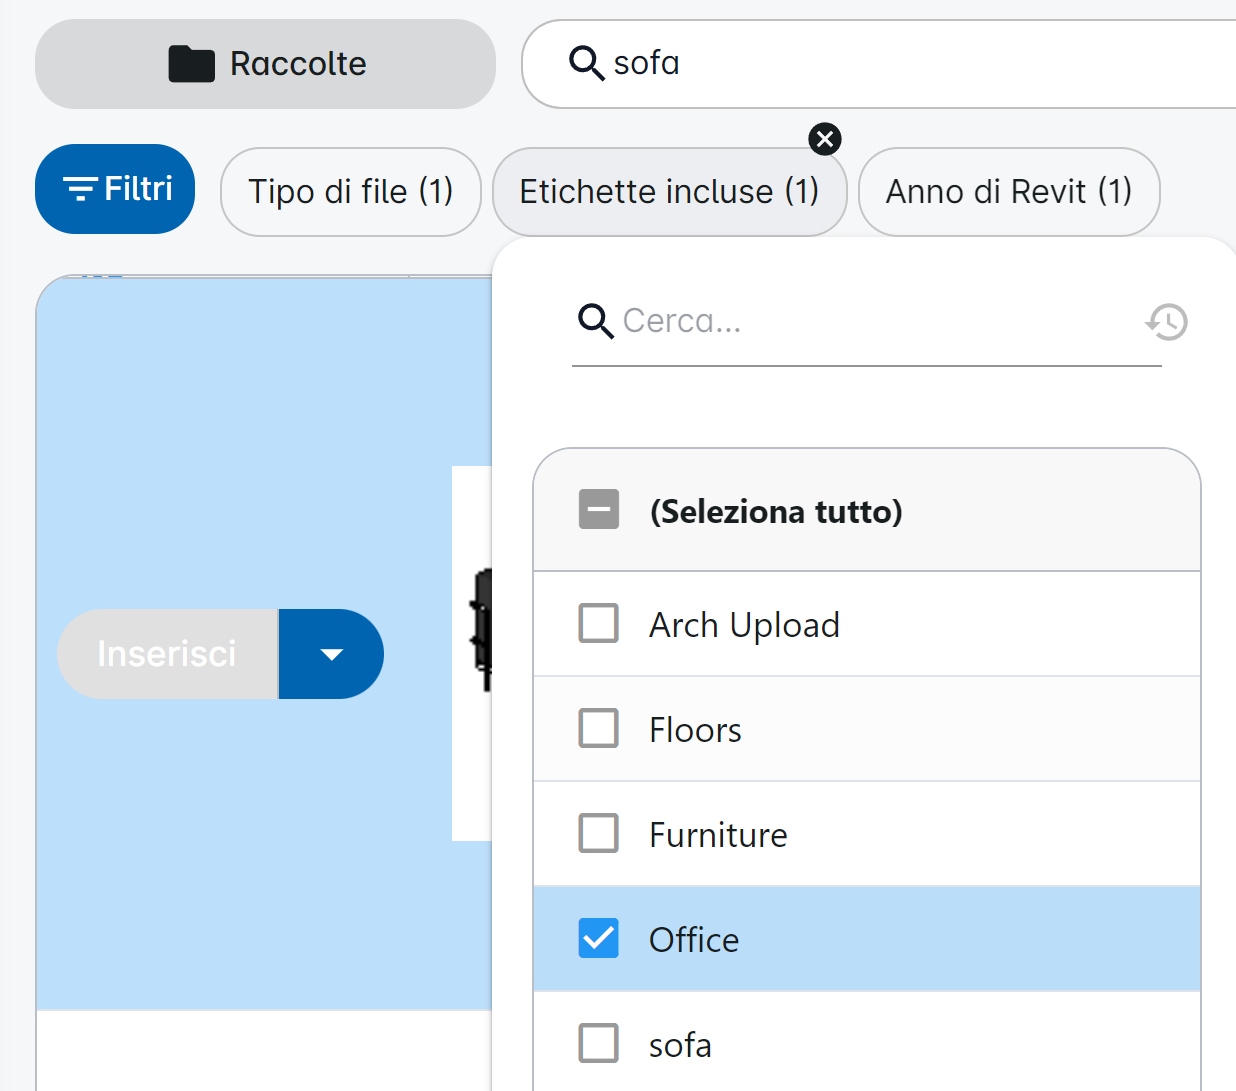 Raccolte
sofa
Filtri
Tipo di file (1)
Etichette incluse (1)
Anno di Revit (1)
Cerca...
(Seleziona tutto)
Arch Upload
Floors
Furniture
Inserisci
Office
sofa